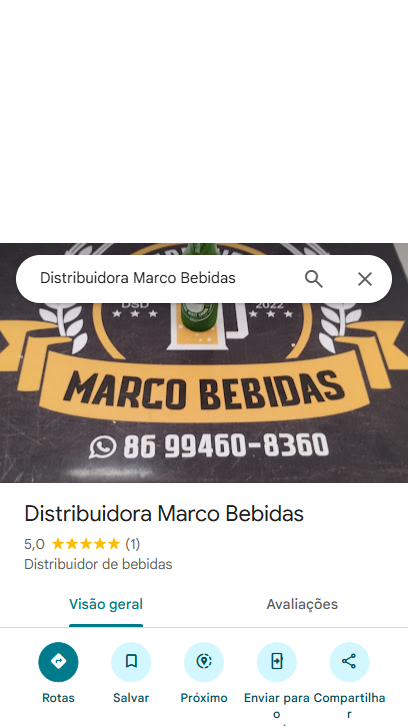 Distribuidora Marco Bebidas
DSD
2022
MARCO BEBIDAS
86 99460-8360
Distribuidora Marco Bebidas
5,0 (1)
Distribuidor de bebidas
Visão geral
Avaliações
Rotas
Salvar
Próximo
Enviar para o
Compartilhar